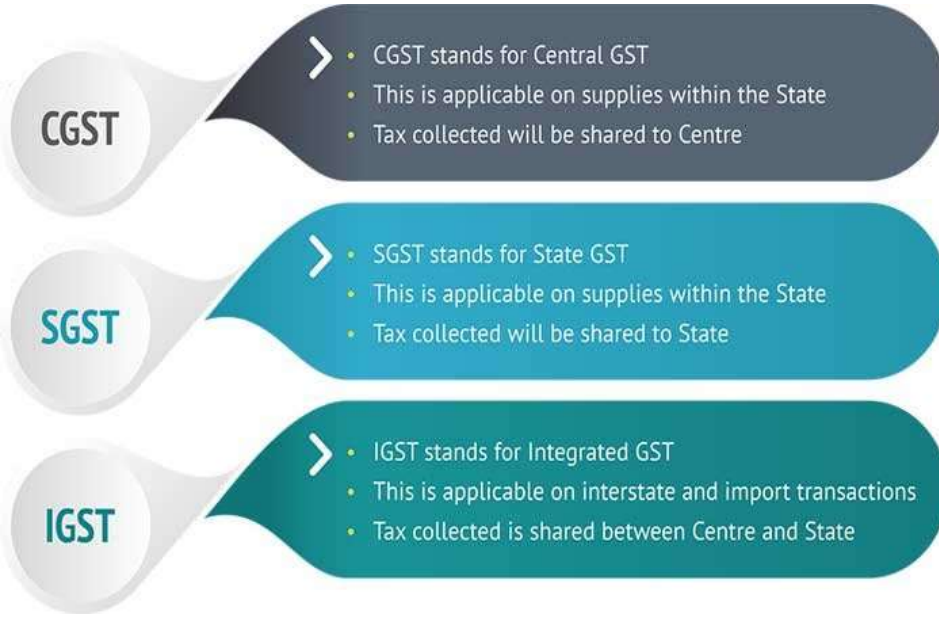 CGST
CGST stands for Central GST
This is applicable on supplies within the State
Tax collected will be shared to Centre
SGST
SGST stands for State GST
This is applicable on supplies within the State
Tax collected will be shared to State
IGST
IGST stands for Integrated GST
This is applicable on interstate and import transactions
Tax collected is shared between Centre and State